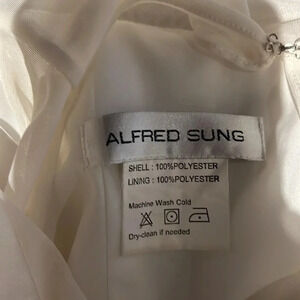 ALFRED SUNG
SHELL : 100%POLYESTER
LINING : 100%POLYESTER
Machine Wash Cold
Dry-clean if needed